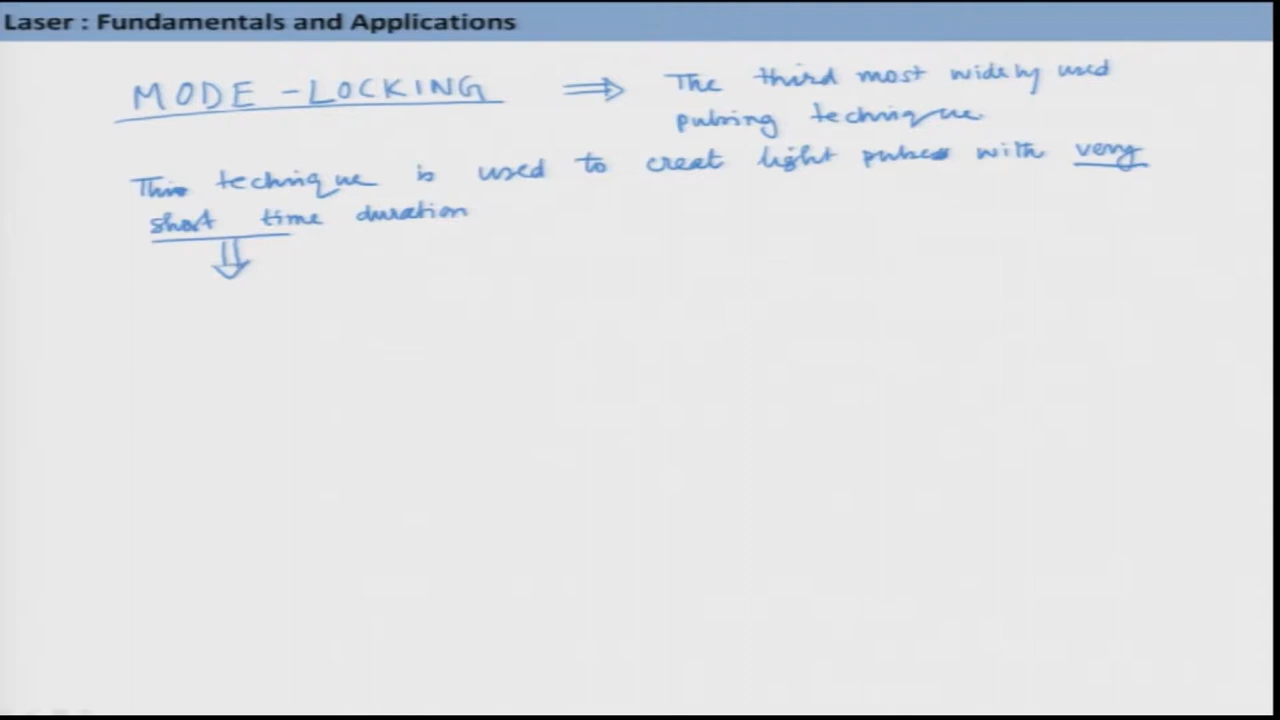 Laser : Fundamentals and Applications
MODE-LOCKING ⇒ The third most widely used
pulsing technique.
This technique is used to creat light pulses with very
short time duration